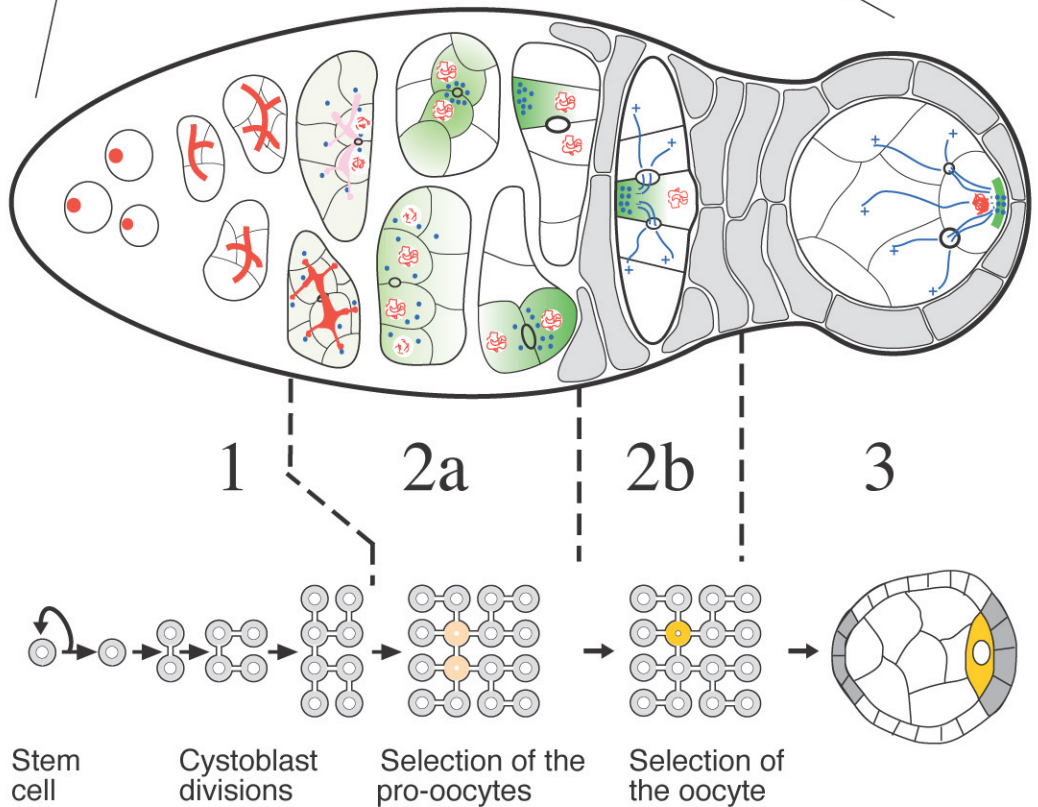 + + + + + + + +
1 2a 2b 3
Stem cell
Cystoblast divisions
Selection of the pro-oocytes
Selection of the oocyte